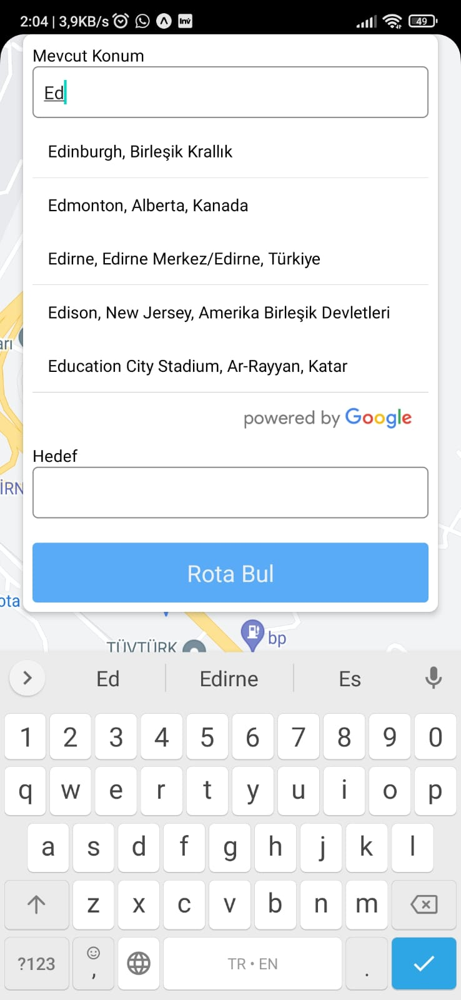 2:04 | 3,9KB/s
Inv
49
Mevcut Konum
Ed
Edinburgh, Birleşik Krallık
Edmonton, Alberta, Kanada
Edirne, Edirne Merkez/Edirne, Türkiye
Edison, New Jersey, Amerika Birleşik Devletleri
arı
Education City Stadium, Ar-Rayyan, Katar
powered by Google
Hedef
İRN
Rota Bul
ota
TÜVTÜRK
bp
Ed Edirne Es
1 2 3 4 5 6 7 8 9 0
q w e r t y u i o p
a s d f g h j k l
z x c v b n m
?123 , TR • EN .